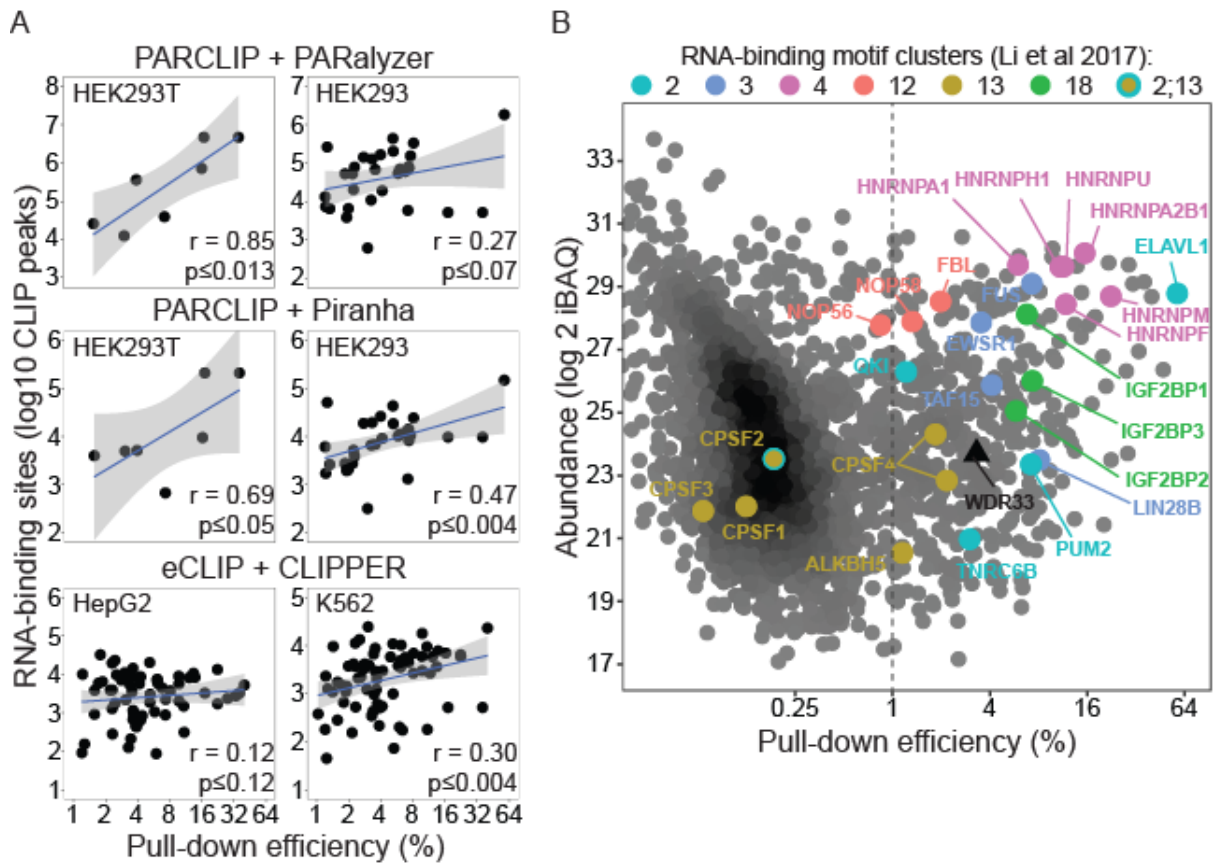 A
PARCLIP + PARalyzer
HEK293T
HEK293
8
7
6
5
4
3
7
6
5
4
3
2
r = 0.85
p≤0.013
r = 0.27
p≤0.07
PARCLIP + Piranha
HEK293T
HEK293
6
5
4
3
2
6
5
4
3
2
r = 0.69
p≤0.05
r = 0.47
p≤0.004
eCLIP + CLIPPER
HepG2
K562
6
5
4
3
2
1
5
4
3
2
1
r = 0.12
p≤0.12
r = 0.30
p≤0.004
1 2 4 8 16 32 64
1 2 4 8 16 32 64
RNA-binding sites (log10 CLIP peaks)
Pull-down efficiency (%)
B
RNA-binding motif clusters (Li et al 2017):
2 3 4 12 13 18 2;13
Abundance (log 2 iBAQ)
33
31
29
27
25
23
21
19
17
HNRNPA1
HNRNPH1
HNRNPU
HNRNPA2B1
ELAVL1
FBL
NOP58
NOP56
FUS
HNRNPM
HNRNPF
EWSR1
QKI
TAF15
IGF2BP1
IGF2BP3
IGF2BP2
CPSF2
CPSF4
CPSF3
CPSF1
WDR33
LIN28B
PUM2
ALKBH5
TNRC6B
0.25 1 4 16 64
Pull-down efficiency (%)